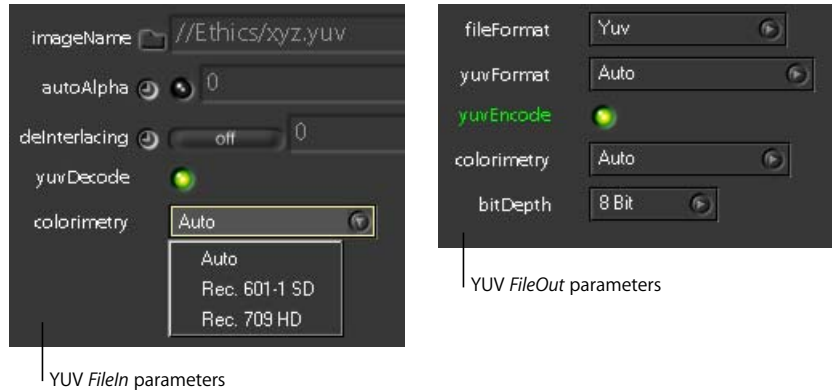 imageName //Ethics/xyz.yuv
autoAlpha 0
deInterlacing off 0
yuvDecode
colorimetry Auto
Auto
Rec. 601-1 SD
Rec. 709 HD
YUV FileIn parameters
fileFormat Yuv
yuvFormat Auto
yuvEncode
colorimetry Auto
bitDepth 8 Bit
YUV FileOut parameters